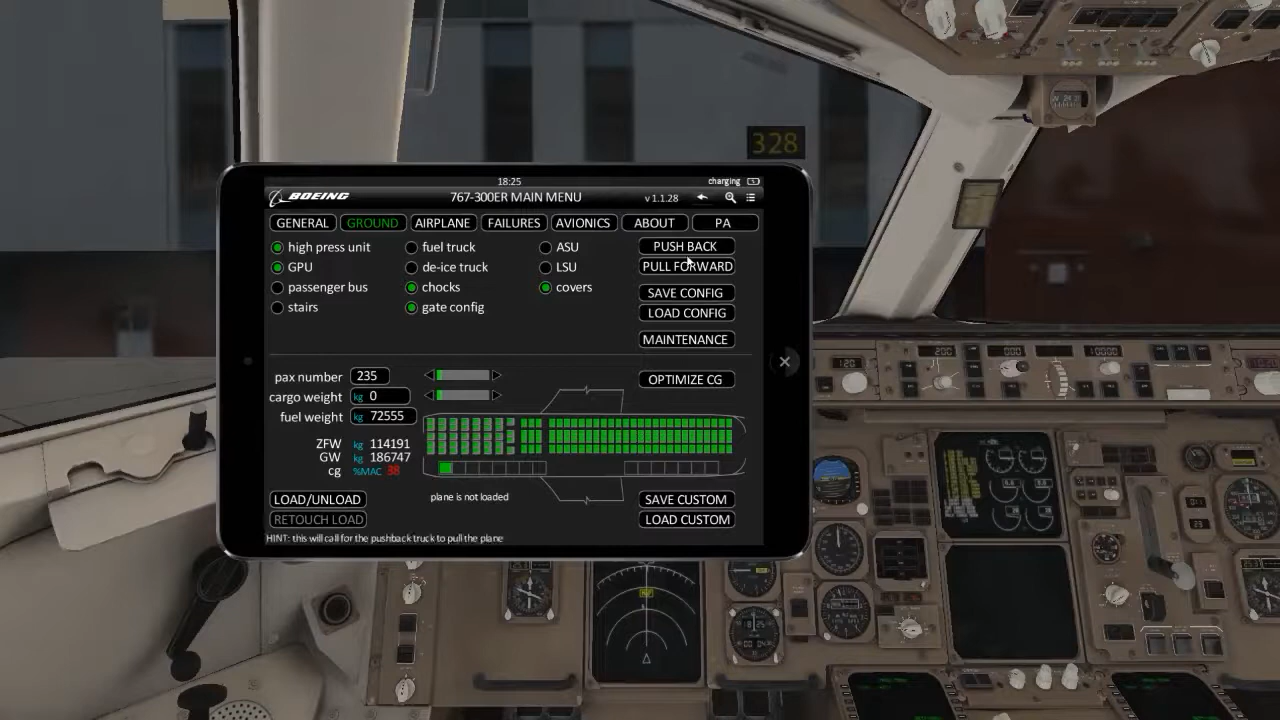 328
18:25
charging
BOEING
767-300ER MAIN MENU
v 1.1.28
GENERAL
GROUND
AIRPLANE
FAILURES
AVIONICS
ABOUT
PA
high press unit
fuel truck
ASU
PUSH BACK
GPU
de-ice truck
LSU
PULL FORWARD
passenger bus
chocks
covers
SAVE CONFIG
stairs
gate config
LOAD CONFIG
MAINTENANCE
pax number 235
OPTIMIZE CG
cargo weight kg 0
fuel weight kg 72555
ZFW kg 114191
GW kg 186747
cg %MAC 38
LOAD/UNLOAD
plane is not loaded
SAVE CUSTOM
RETOUCH LOAD
LOAD CUSTOM
HINT: this will call for the pushback truck to pull the plane
120
200
000
10000